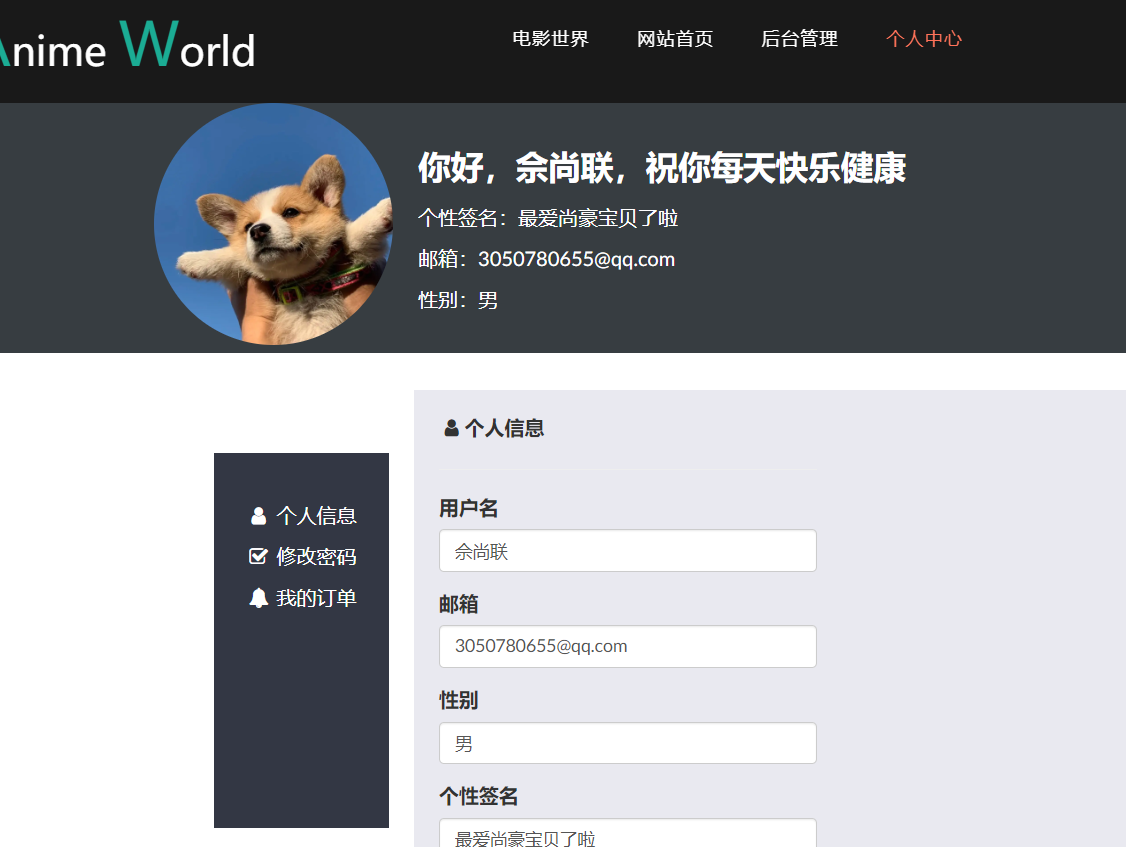 Anime World
电影世界 网站首页 后台管理 个人中心
你好，佘尚联，祝你每天快乐健康
个性签名：最爱尚豪宝贝了啦
邮箱：3050780655@qq.com
性别：男
个人信息
修改密码
我的订单
个人信息
用户名
佘尚联
邮箱
3050780655@qq.com
性别
男
个性签名
最爱尚豪宝贝了啦